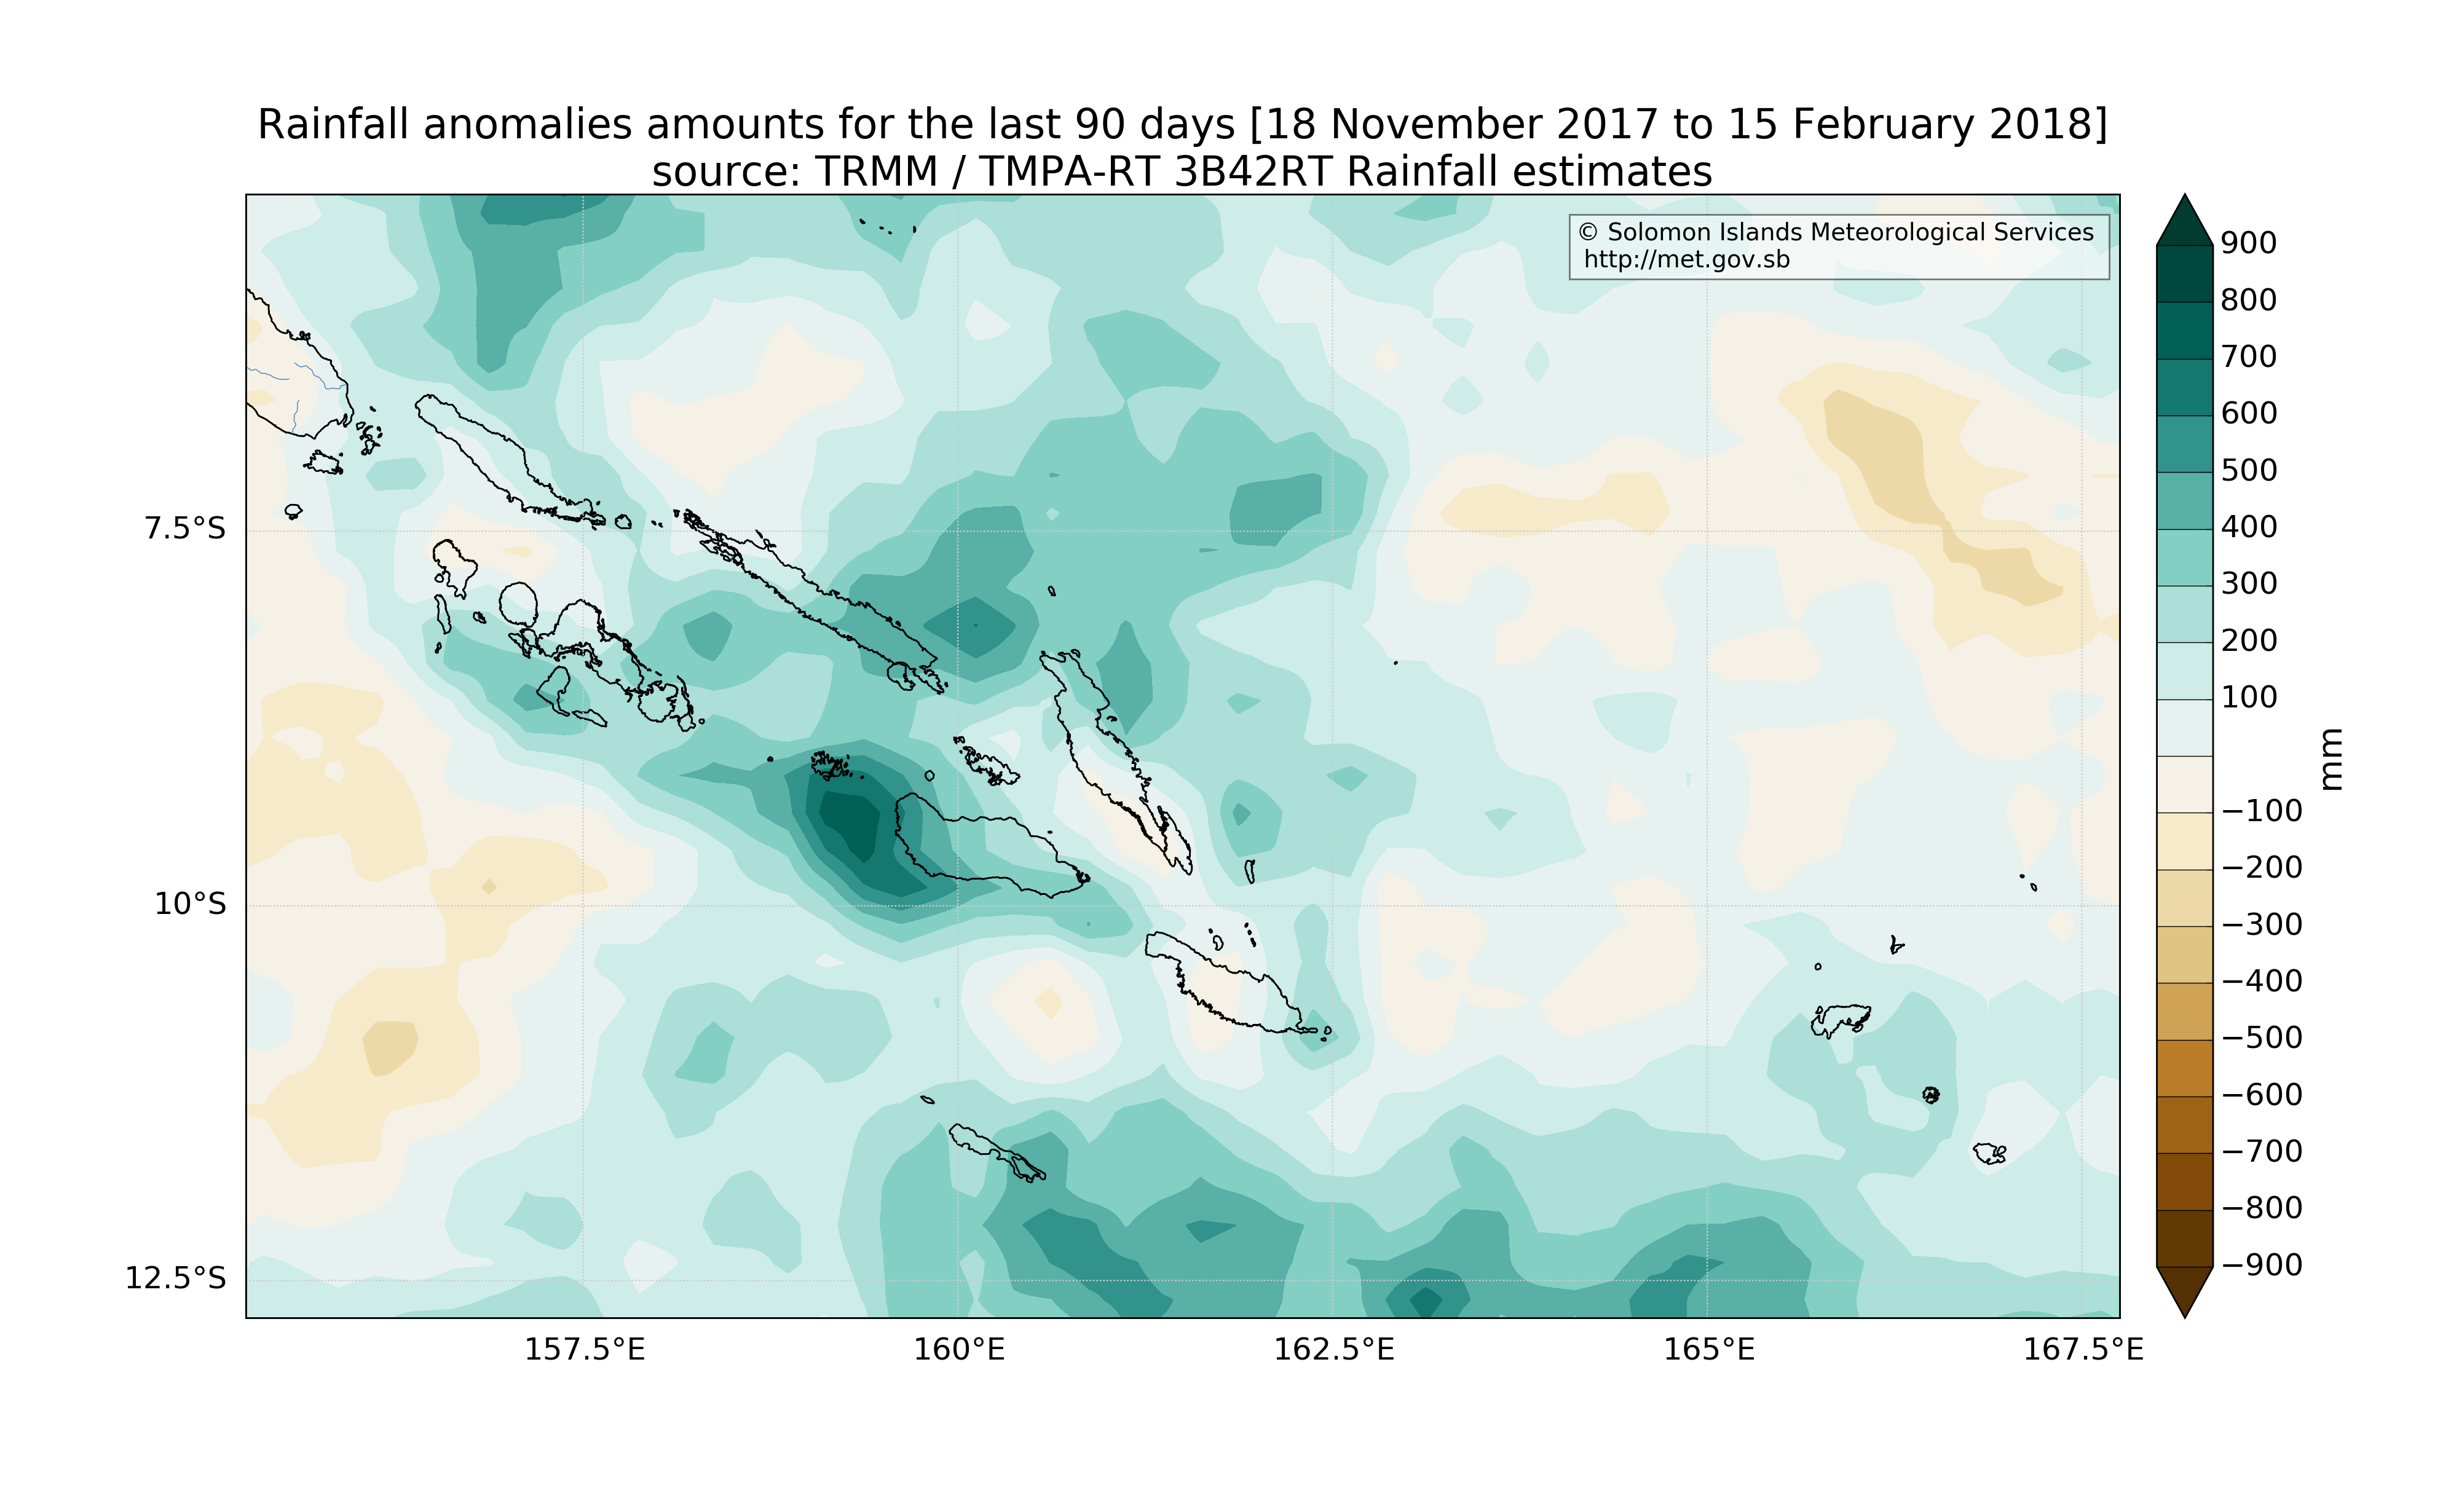 Rainfall anomalies amounts for the last 90 days [18 November 2017 to 15 February 2018]
source: TRMM / TMPA-RT 3B42RT Rainfall estimates
© Solomon Islands Meteorological Services
http://met.gov.sb
7.5°S
10°S
12.5°S
157.5°E
160°E
162.5°E
165°E
167.5°E
900
800
700
600
500
400
300
200
100
−100
−200
−300
−400
−500
−600
−700
−800
−900
mm